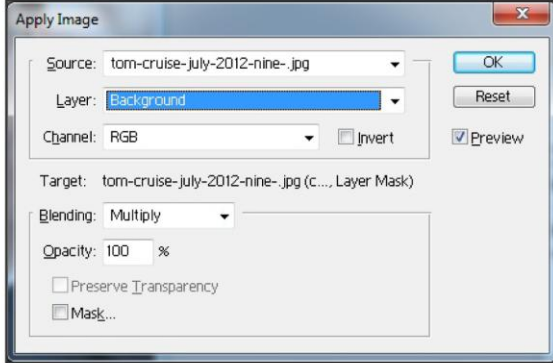 Apply Image
Source: tom-cruise-july-2012-nine-.jpg
OK
Layer: Background
Reset
Channel: RGB
Invert
Preview
Target: tom-cruise-july-2012-nine-.jpg (c..., Layer Mask)
Blending: Multiply
Opacity: 100 %
Preserve Transparency
Mask...